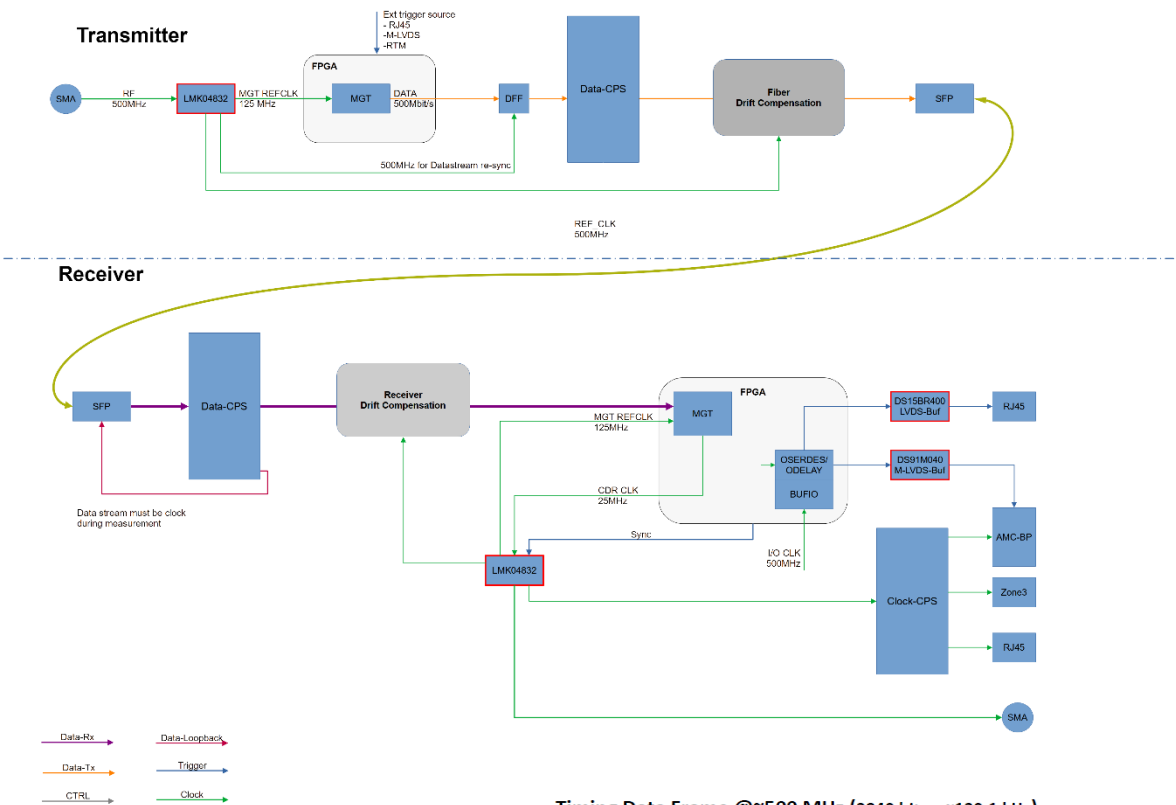 Transmitter
Ext trigger source
- RJ45
-M-LVDS
-RTM
FPGA
SMA
RF
500MHz
LMK04832
MGT REFCLK
125 MHz
MGT
DATA
500Mbit/s
DFF
Data-CPS
Fiber
Drift Compensation
SFP
500MHz for Datastream re-sync
REF CLK
500MHz
Receiver
SFP
Data-CPS
Receiver
Drift Compensation
FPGA
MGT
MGT REFCLK
125MHz
DS15BR400
LVDS-Buf
RJ45
OSERDES/
ODELAY
BUFIO
DS91M040
M-LVDS-Buf
CDR CLK
25MHz
Data stream must be clock
during measurement
Sync
I/O CLK
500MHz
AMC-BP
LMK04832
Clock-CPS
Zone3
RJ45
SMA
Data-Rx
Data-Loopback
Data-Tx
Trigger
CTRL
Clock